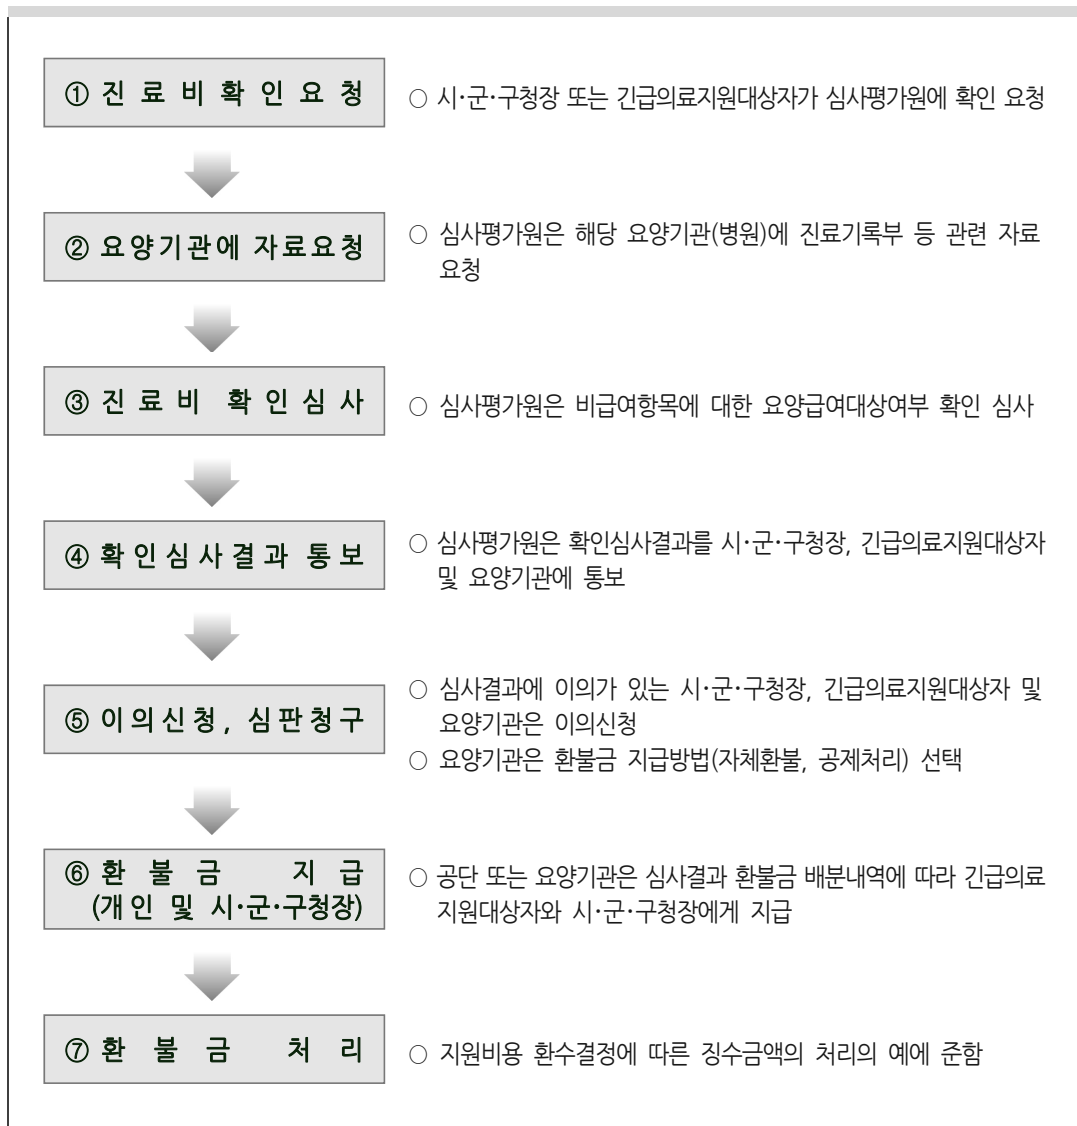 ① 진료비확인요청
○ 시·군·구청장 또는 긴급의료지원대상자가 심사평가원에 확인 요청
② 요양기관에 자료요청
○ 심사평가원은 해당 요양기관(병원)에 진료기록부 등 관련 자료
요청
③ 진료비 확인심사
○ 심사평가원은 비급여항목에 대한 요양급여대상여부 확인 심사
④ 확인심사결과 통보
○ 심사평가원은 확인심사결과를 시·군·구청장, 긴급의료지원대상자
및 요양기관에 통보
⑤ 이의신청, 심판청구
○ 심사결과에 이의가 있는 시·군·구청장, 긴급의료지원대상자 및
요양기관은 이의신청
○ 요양기관은 환불금 지급방법(자체환불, 공제처리) 선택
⑥ 환불금 지급
(개인 및 시·군·구청장)
○ 공단 또는 요양기관은 심사결과 환불금 배분내역에 따라 긴급의료
지원대상자와 시·군·구청장에게 지급
⑦ 환불금 처리
○ 지원비용 환수결정에 따른 징수금액의 처리의 예에 준함